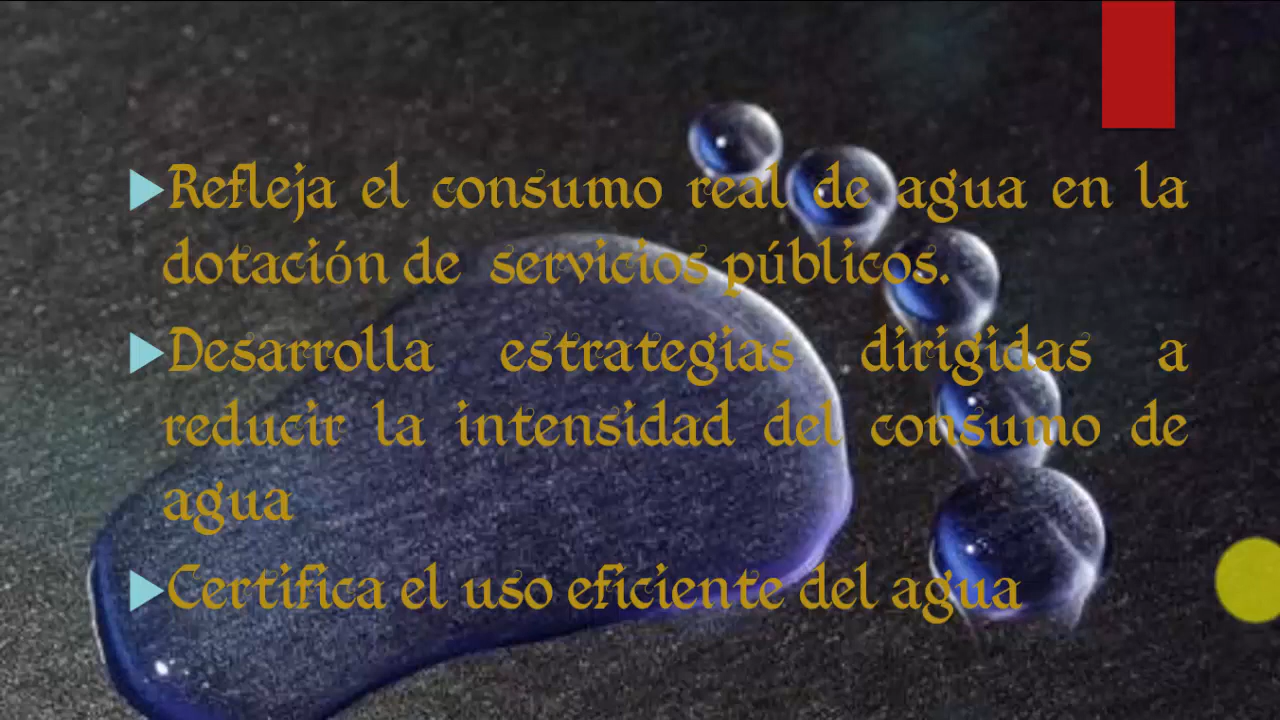 Refleja el consumo real de agua en la
dotación de servicios públicos.
Desarrolla estrategias dirigidas a
reducir la intensidad del consumo de
agua
Certifica el uso eficiente del agua